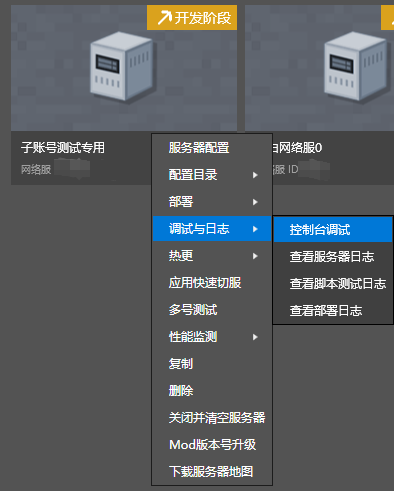 开发阶段
子账号测试专用
网络服
白网络服0
络服 ID
服务器配置
配置目录
部署
调试与日志
热更
应用快速切服
多号测试
性能监测
复制
删除
关闭并清空服务器
Mod版本号升级
下载服务器地图
控制台调试
查看服务器日志
查看脚本测试日志
查看部署日志